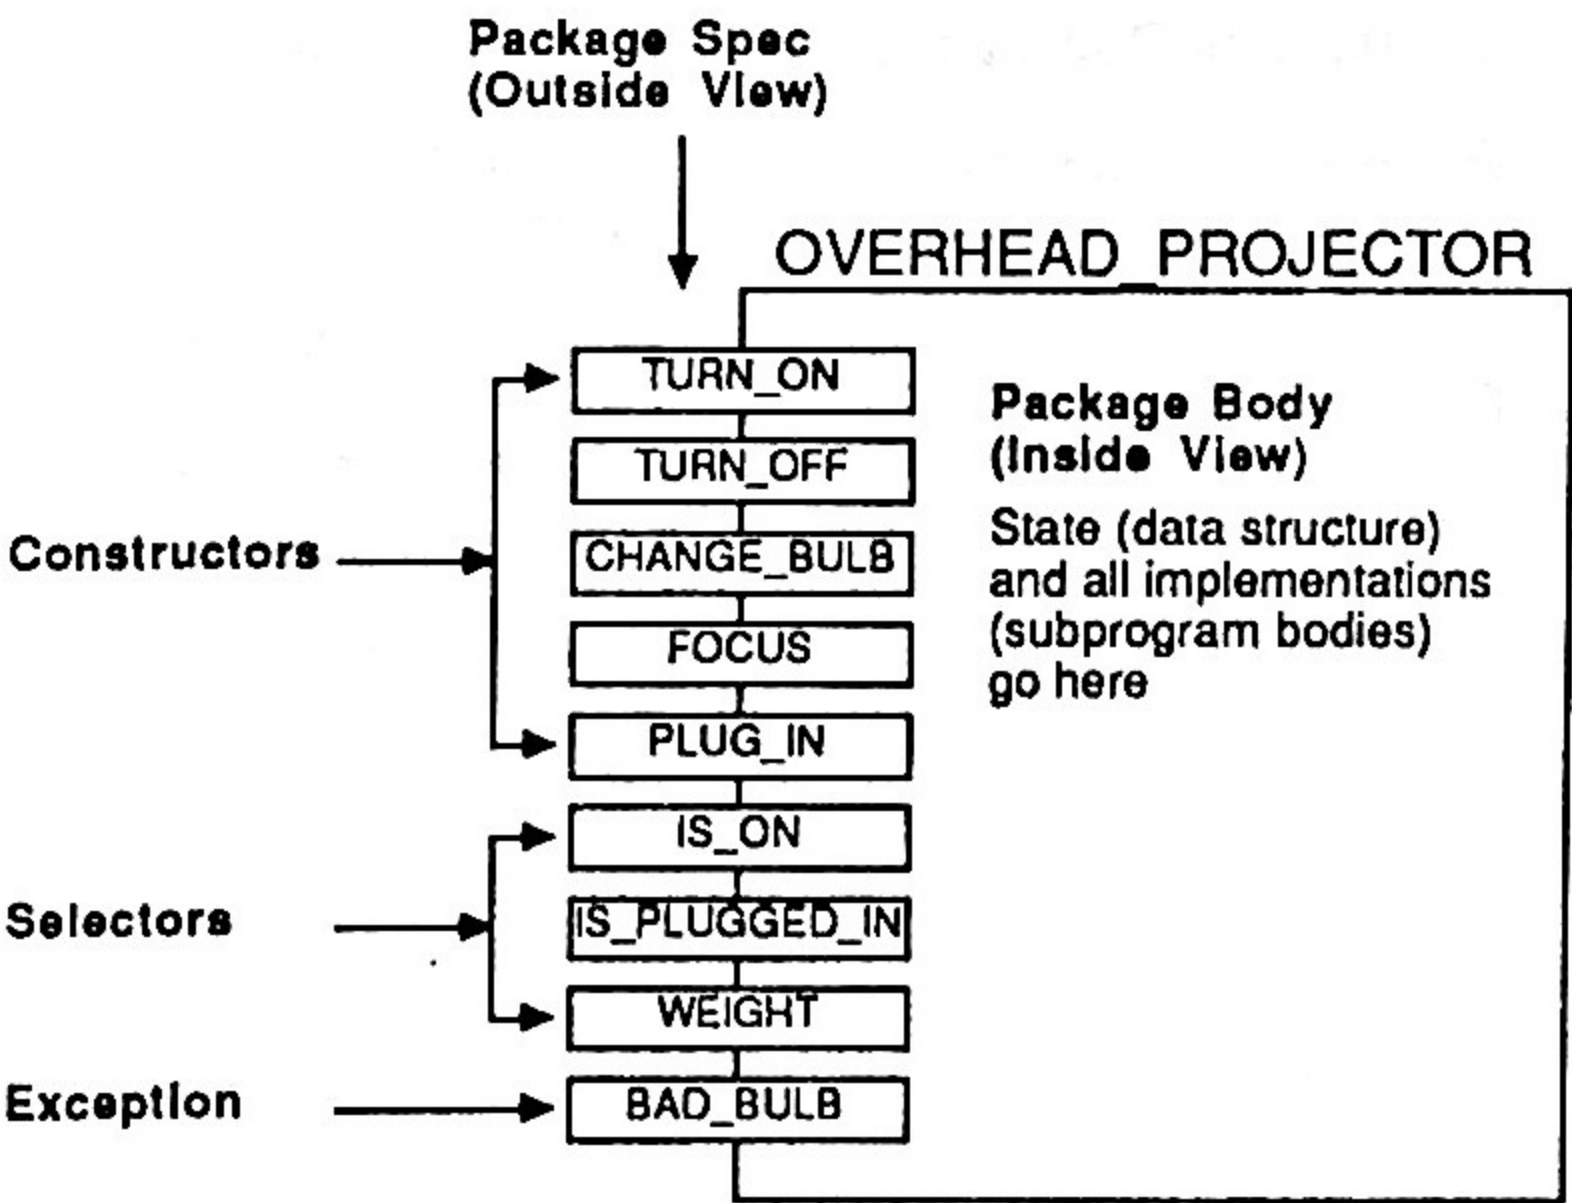 Package Spec
(Outside View)
OVERHEAD_PROJECTOR
TURN_ON
TURN_OFF
CHANGE_BULB
FOCUS
PLUG_IN
IS_ON
IS_PLUGGED_IN
WEIGHT
BAD_BULB
Constructors
Selectors
Exception
Package Body
(Inside View)
State (data structure)
and all implementations
(subprogram bodies)
go here